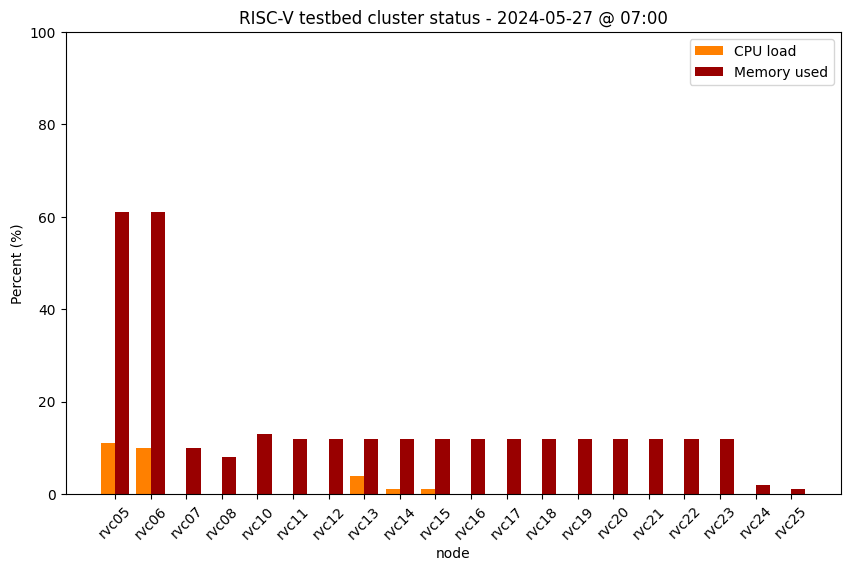 RISC-V testbed cluster status - 2024-05-27 @ 07:00
CPU load
Memory used
Percent (%)
100
80
60
40
20
0
rvc05
rvc06
rvc07
rvc08
rvc10
rvc11
rvc12
rvc13
rvc14
rvc15
rvc16
rvc17
rvc18
rvc19
rvc20
rvc21
rvc22
rvc23
rvc24
rvc25
node